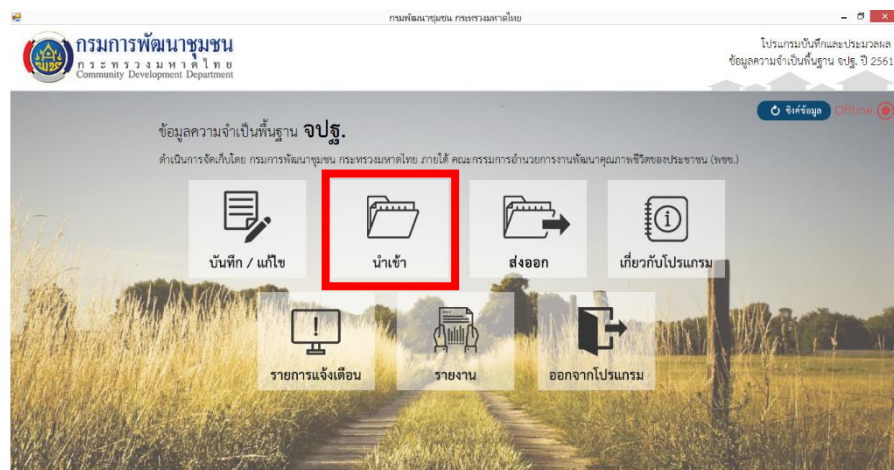 กรมพัฒนาชุมชน กระทรวงมหาดไทย
กรมการพัฒนาชุมชน
กระทรวงมหาดไทย
Community Development Department
โปรแกรมบันทึกและประมวลผล
ข้อมูลความจำเป็นพื้นฐาน จปฐ. ปี 2561
ซิงค์ข้อมูล
Offline
ข้อมูลความจำเป็นพื้นฐาน จปฐ.
ดำเนินการจัดเก็บโดย กรมการพัฒนาชุมชน กระทรวงมหาดไทย ภายใต้ คณะกรรมการอำนวยการงานพัฒนาคุณภาพชีวิตของประชาชน (พชช.)
บันทึก / แก้ไข
นำเข้า
ส่งออก
เกี่ยวกับโปรแกรม
รายการแจ้งเตือน
รายงาน
ออกจากโปรแกรม